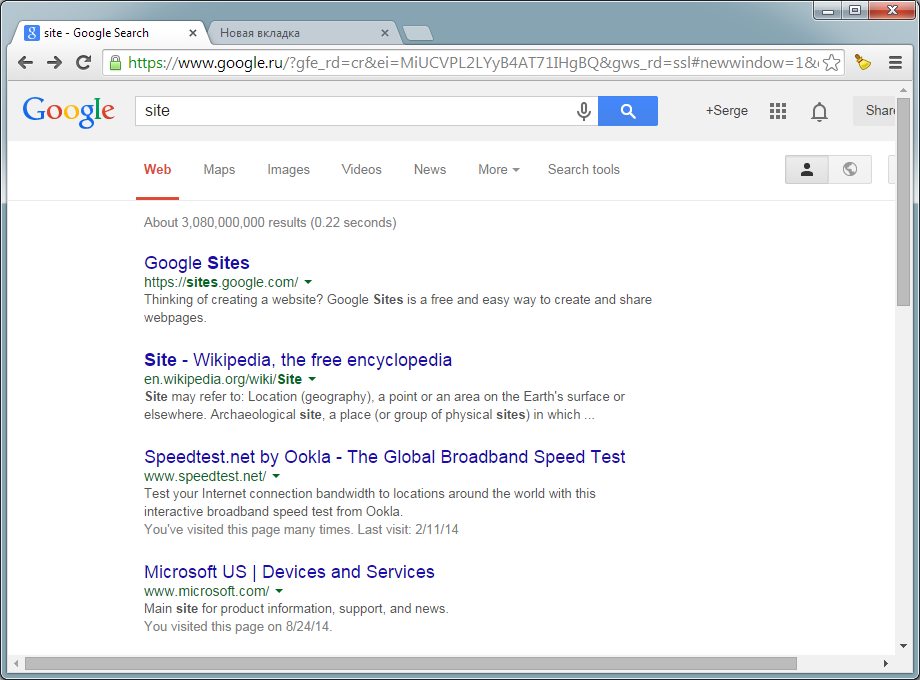 site - Google Search
Новая вкладка
https://www.google.ru/?gfe_rd=cr&ei=MiUCVPL2LYyB4AT71IHgBQ&gws_rd=ssl#newwindow=1&
Google
site
+Serge
Share
Web Maps Images Videos News More Search tools
About 3,080,000,000 results (0.22 seconds)
Google Sites
https://sites.google.com/
Thinking of creating a website? Google Sites is a free and easy way to create and share
webpages.
Site - Wikipedia, the free encyclopedia
en.wikipedia.org/wiki/Site
Site may refer to: Location (geography), a point or an area on the Earth's surface or
elsewhere. Archaeological site, a place (or group of physical sites) in which ...
Speedtest.net by Ookla - The Global Broadband Speed Test
www.speedtest.net/
Test your Internet connection bandwidth to locations around the world with this
interactive broadband speed test from Ookla.
You've visited this page many times. Last visit: 2/11/14
Microsoft US | Devices and Services
www.microsoft.com/
Main site for product information, support, and news.
You visited this page on 8/24/14.